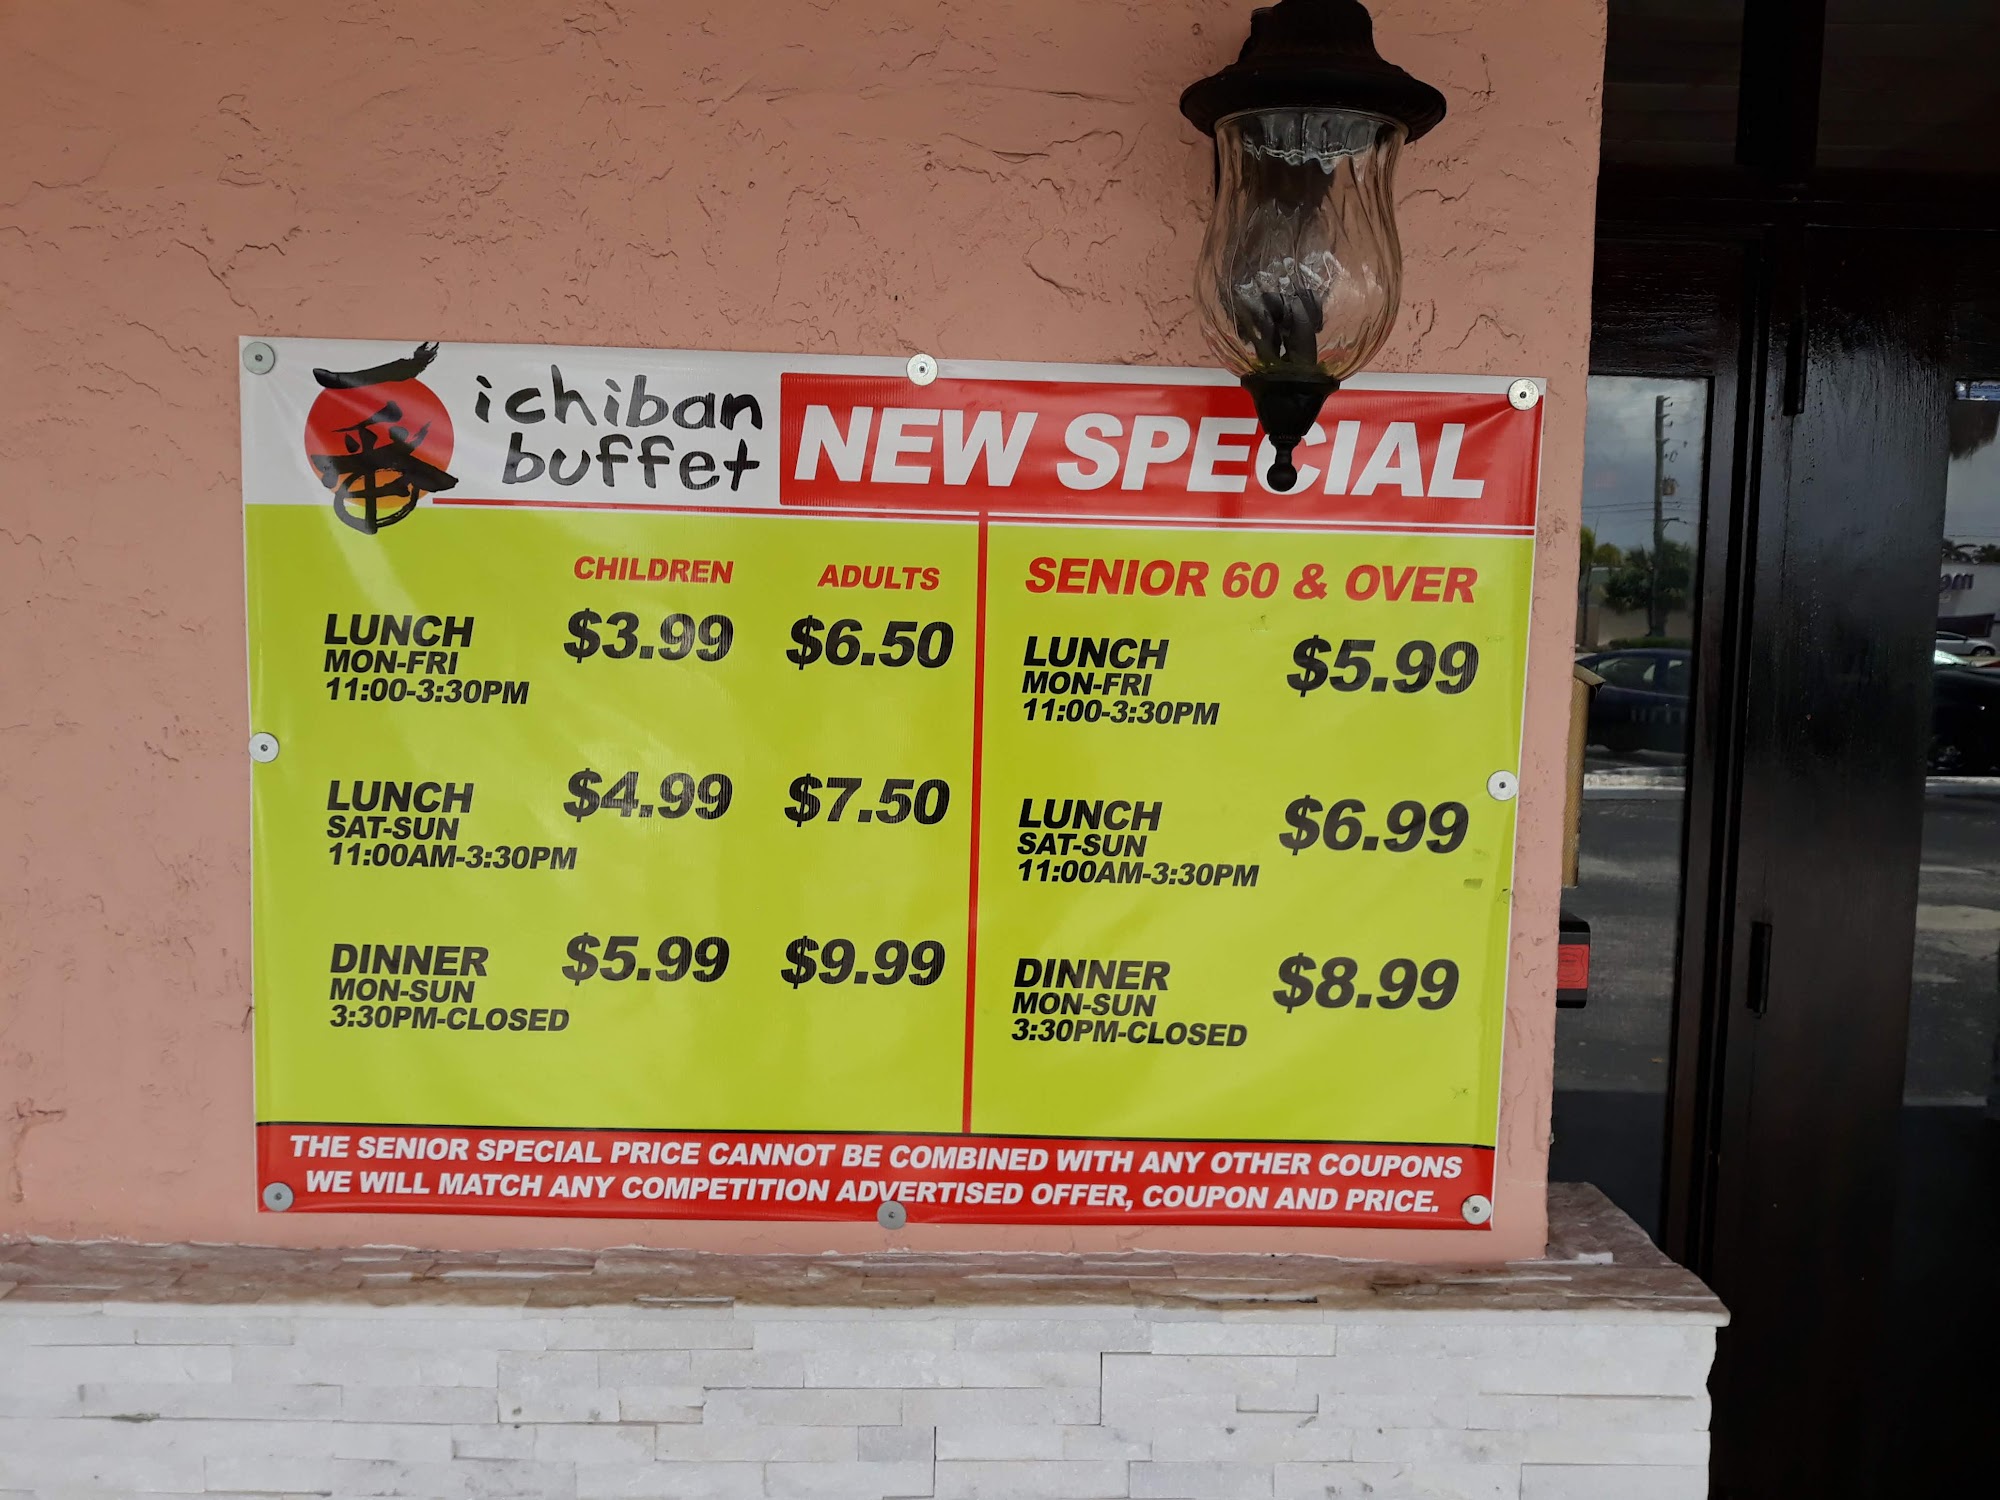 番
ichiban
buffet
NEW SPECIAL
CHILDREN ADULTS
LUNCH $3.99 $6.50
MON-FRI
11:00-3:30PM
LUNCH $4.99 $7.50
SAT-SUN
11:00AM-3:30PM
DINNER $5.99 $9.99
MON-SUN
3:30PM-CLOSED
SENIOR 60 & OVER
LUNCH $5.99
MON-FRI
11:00-3:30PM
LUNCH $6.99
SAT-SUN
11:00AM-3:30PM
DINNER $8.99
MON-SUN
3:30PM-CLOSED
THE SENIOR SPECIAL PRICE CANNOT BE COMBINED WITH ANY OTHER COUPONS
WE WILL MATCH ANY COMPETITION ADVERTISED OFFER, COUPON AND PRICE.